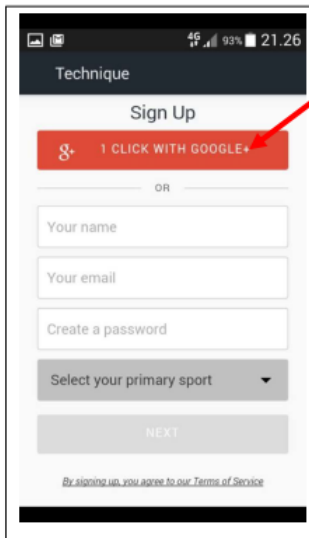 4G 93% 21.26
Technique
Sign Up
g+ 1 CLICK WITH GOOGLE+
OR
Your name
Your email
Create a password
Select your primary sport
NEXT
By signing up, you agree to our Terms of Service